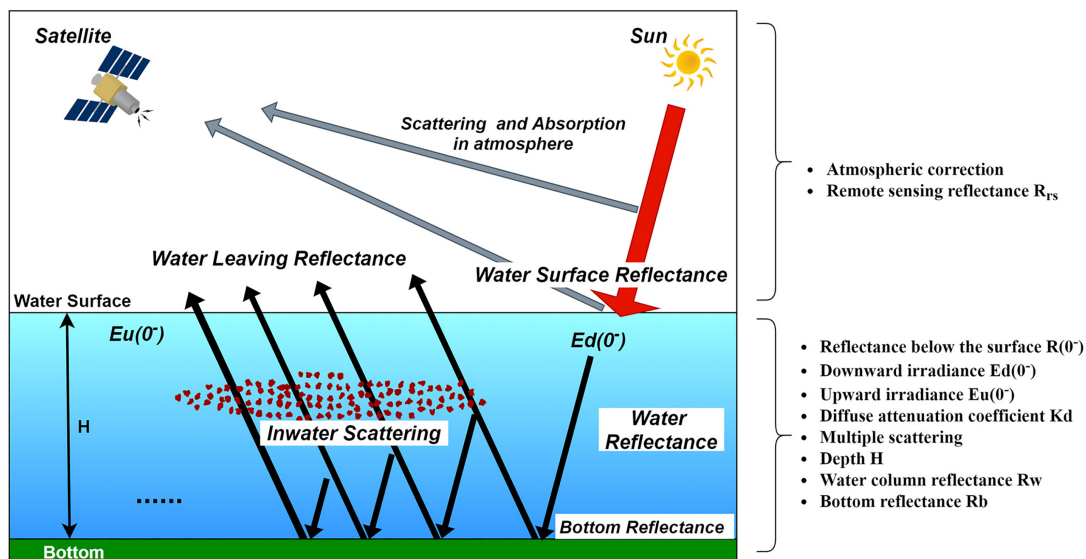 Satellite
Sun
Scattering and Absorption
in atmosphere
Water Leaving Reflectance
Water Surface Reflectance
Water Surface
Eu(0⁻)
Ed(0⁻)
H
Inwater Scattering
Water
Reflectance
......
Bottom Reflectance
Bottom
• Atmospheric correction
• Remote sensing reflectance Rrs
• Reflectance below the surface R(0⁻)
• Downward irradiance Ed(0⁻)
• Upward irradiance Eu(0⁻)
• Diffuse attenuation coefficient Kd
• Multiple scattering
• Depth H
• Water column reflectance Rw
• Bottom reflectance Rb